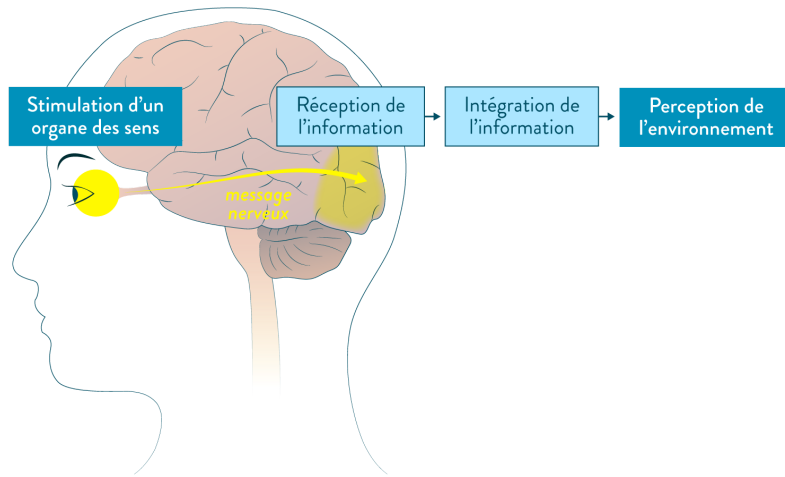 Stimulation d'un
organe des sens
Réception de
l'information
Intégration de
l'information
Perception de
l'environnement
message
nerveux